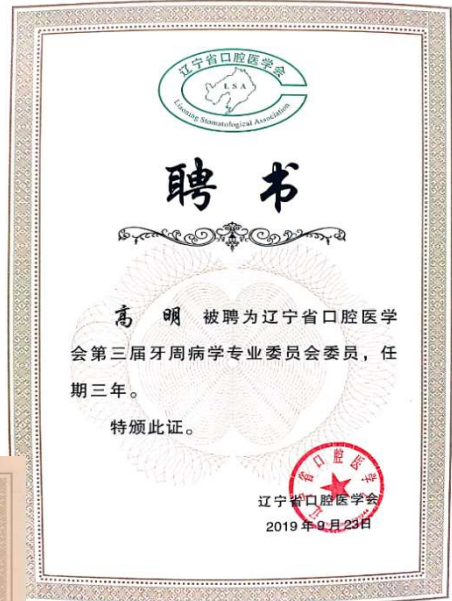 辽宁省口腔医学会
LSA
Liaoning Stomatological Association
聘书
高明 被聘为辽宁省口腔医学
会第三届牙周病学专业委员会委员，任
期三年。
特颁此证。
辽宁省口腔医学会
辽宁省口腔医学会
2019年9月23日